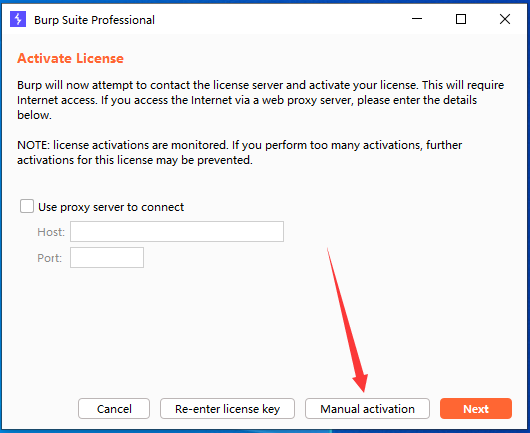 Burp Suite Professional
Activate License
Burp will now attempt to contact the license server and activate your license. This will require
Internet access. If you access the Internet via a web proxy server, please enter the details
below.
NOTE: license activations are monitored. If you perform too many activations, further
activations for this license may be prevented.
Use proxy server to connect
Host:
Port:
Cancel Re-enter license key Manual activation Next